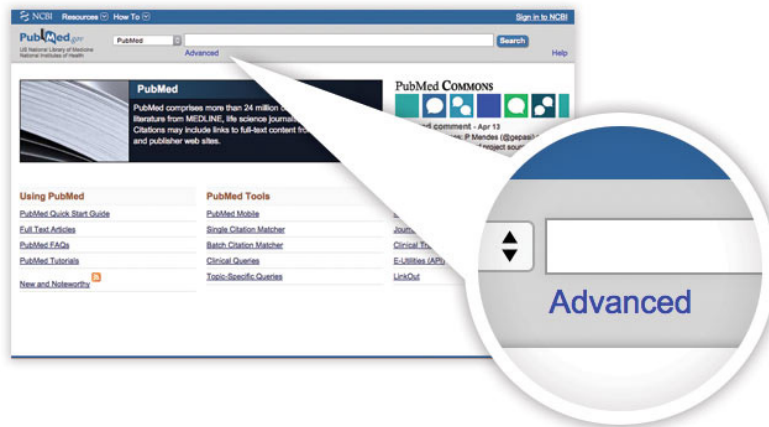 NCBI Resources How To Sign in to NCBI
PubMed.gov PubMed Search
US National Library of Medicine
National Institutes of Health
Advanced Help
PubMed
PubMed comprises more than 24 million
literature from MEDLINE, life science journals
Citations may include links to full-text content
and publisher web sites.
PubMed Commons
comment - Apr 13
P Mendes (@gepasi)
of project
Using PubMed
PubMed Quick Start Guide
Full Text Articles
PubMed FAQs
PubMed Tutorials
New and Noteworthy
PubMed Tools
PubMed Mobile
Single Citation Matcher
Batch Citation Matcher
Clinical Queries
Topic-Specific Queries
Clinical
E-Utilities (API)
LinkOut
Advanced